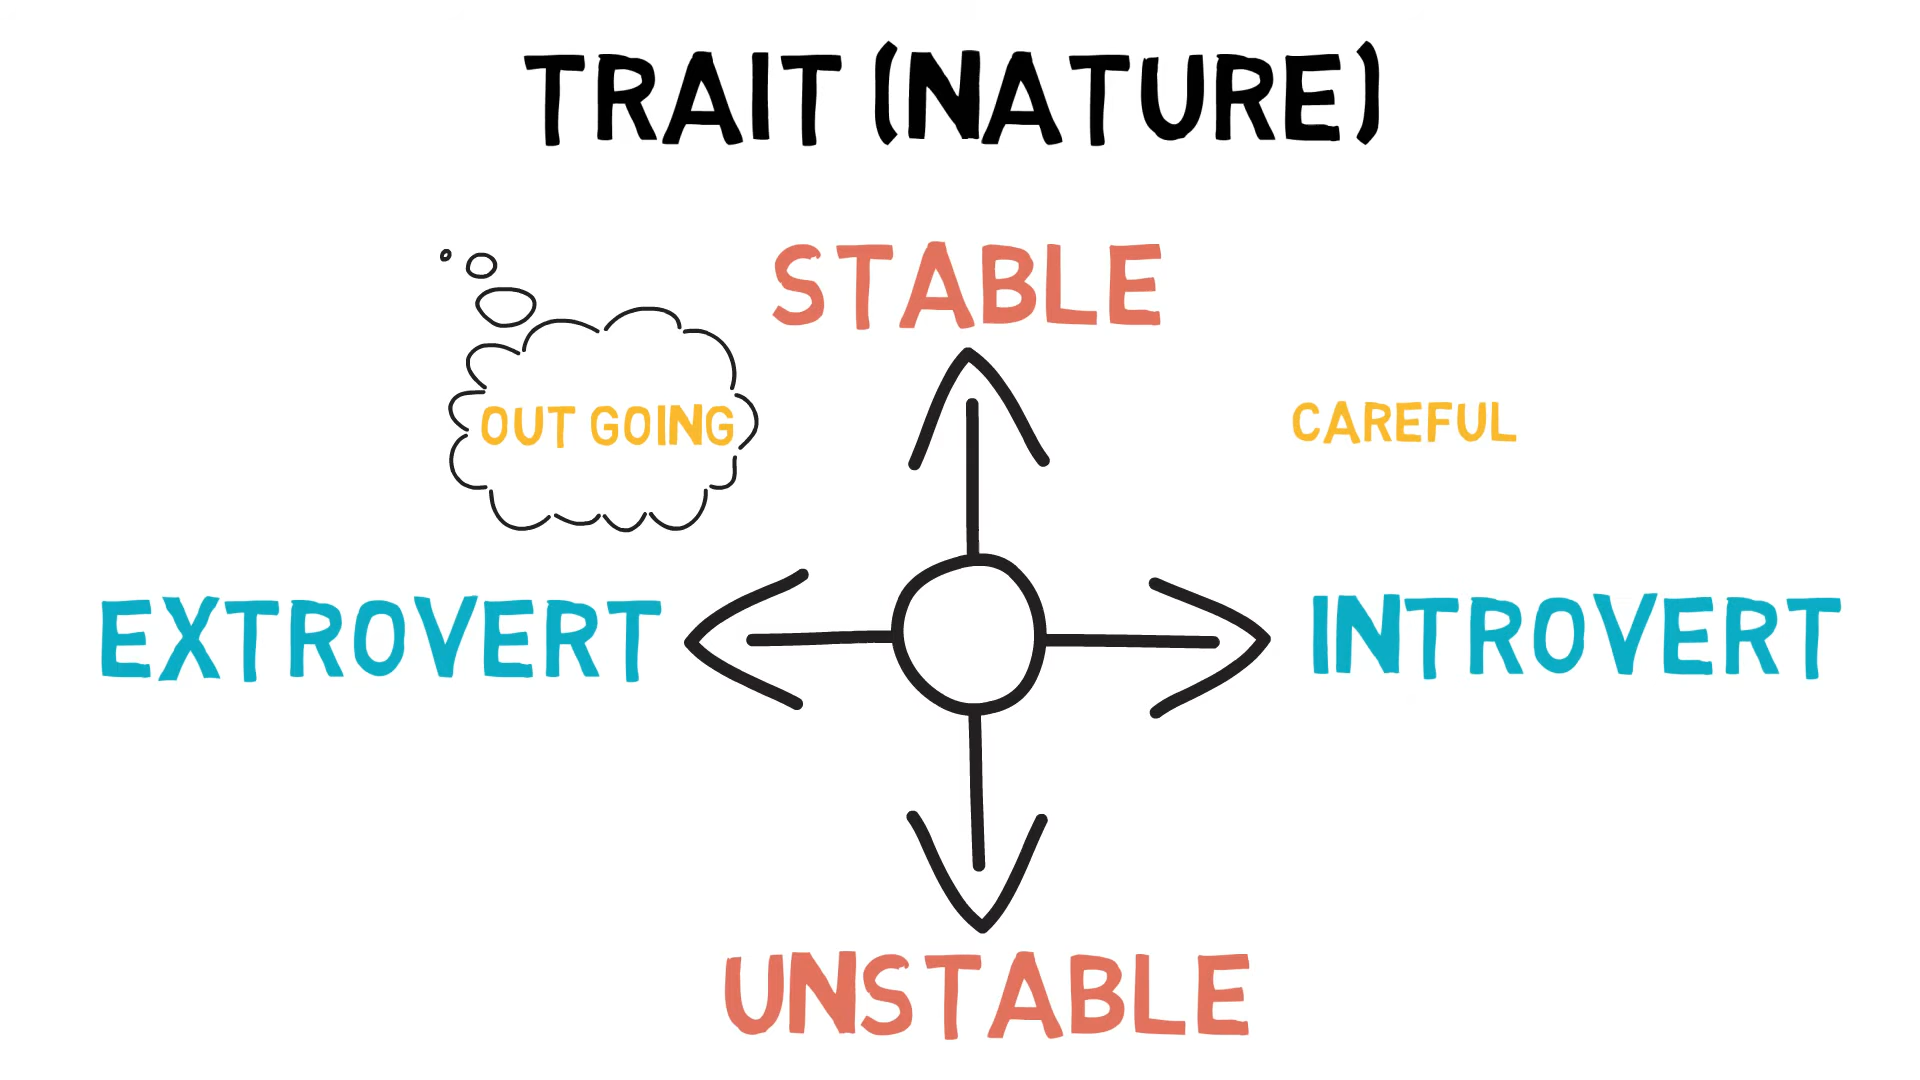 TRAIT (NATURE)
STABLE
OUT GOING
CAREFUL
EXTROVERT
INTROVERT
UNSTABLE